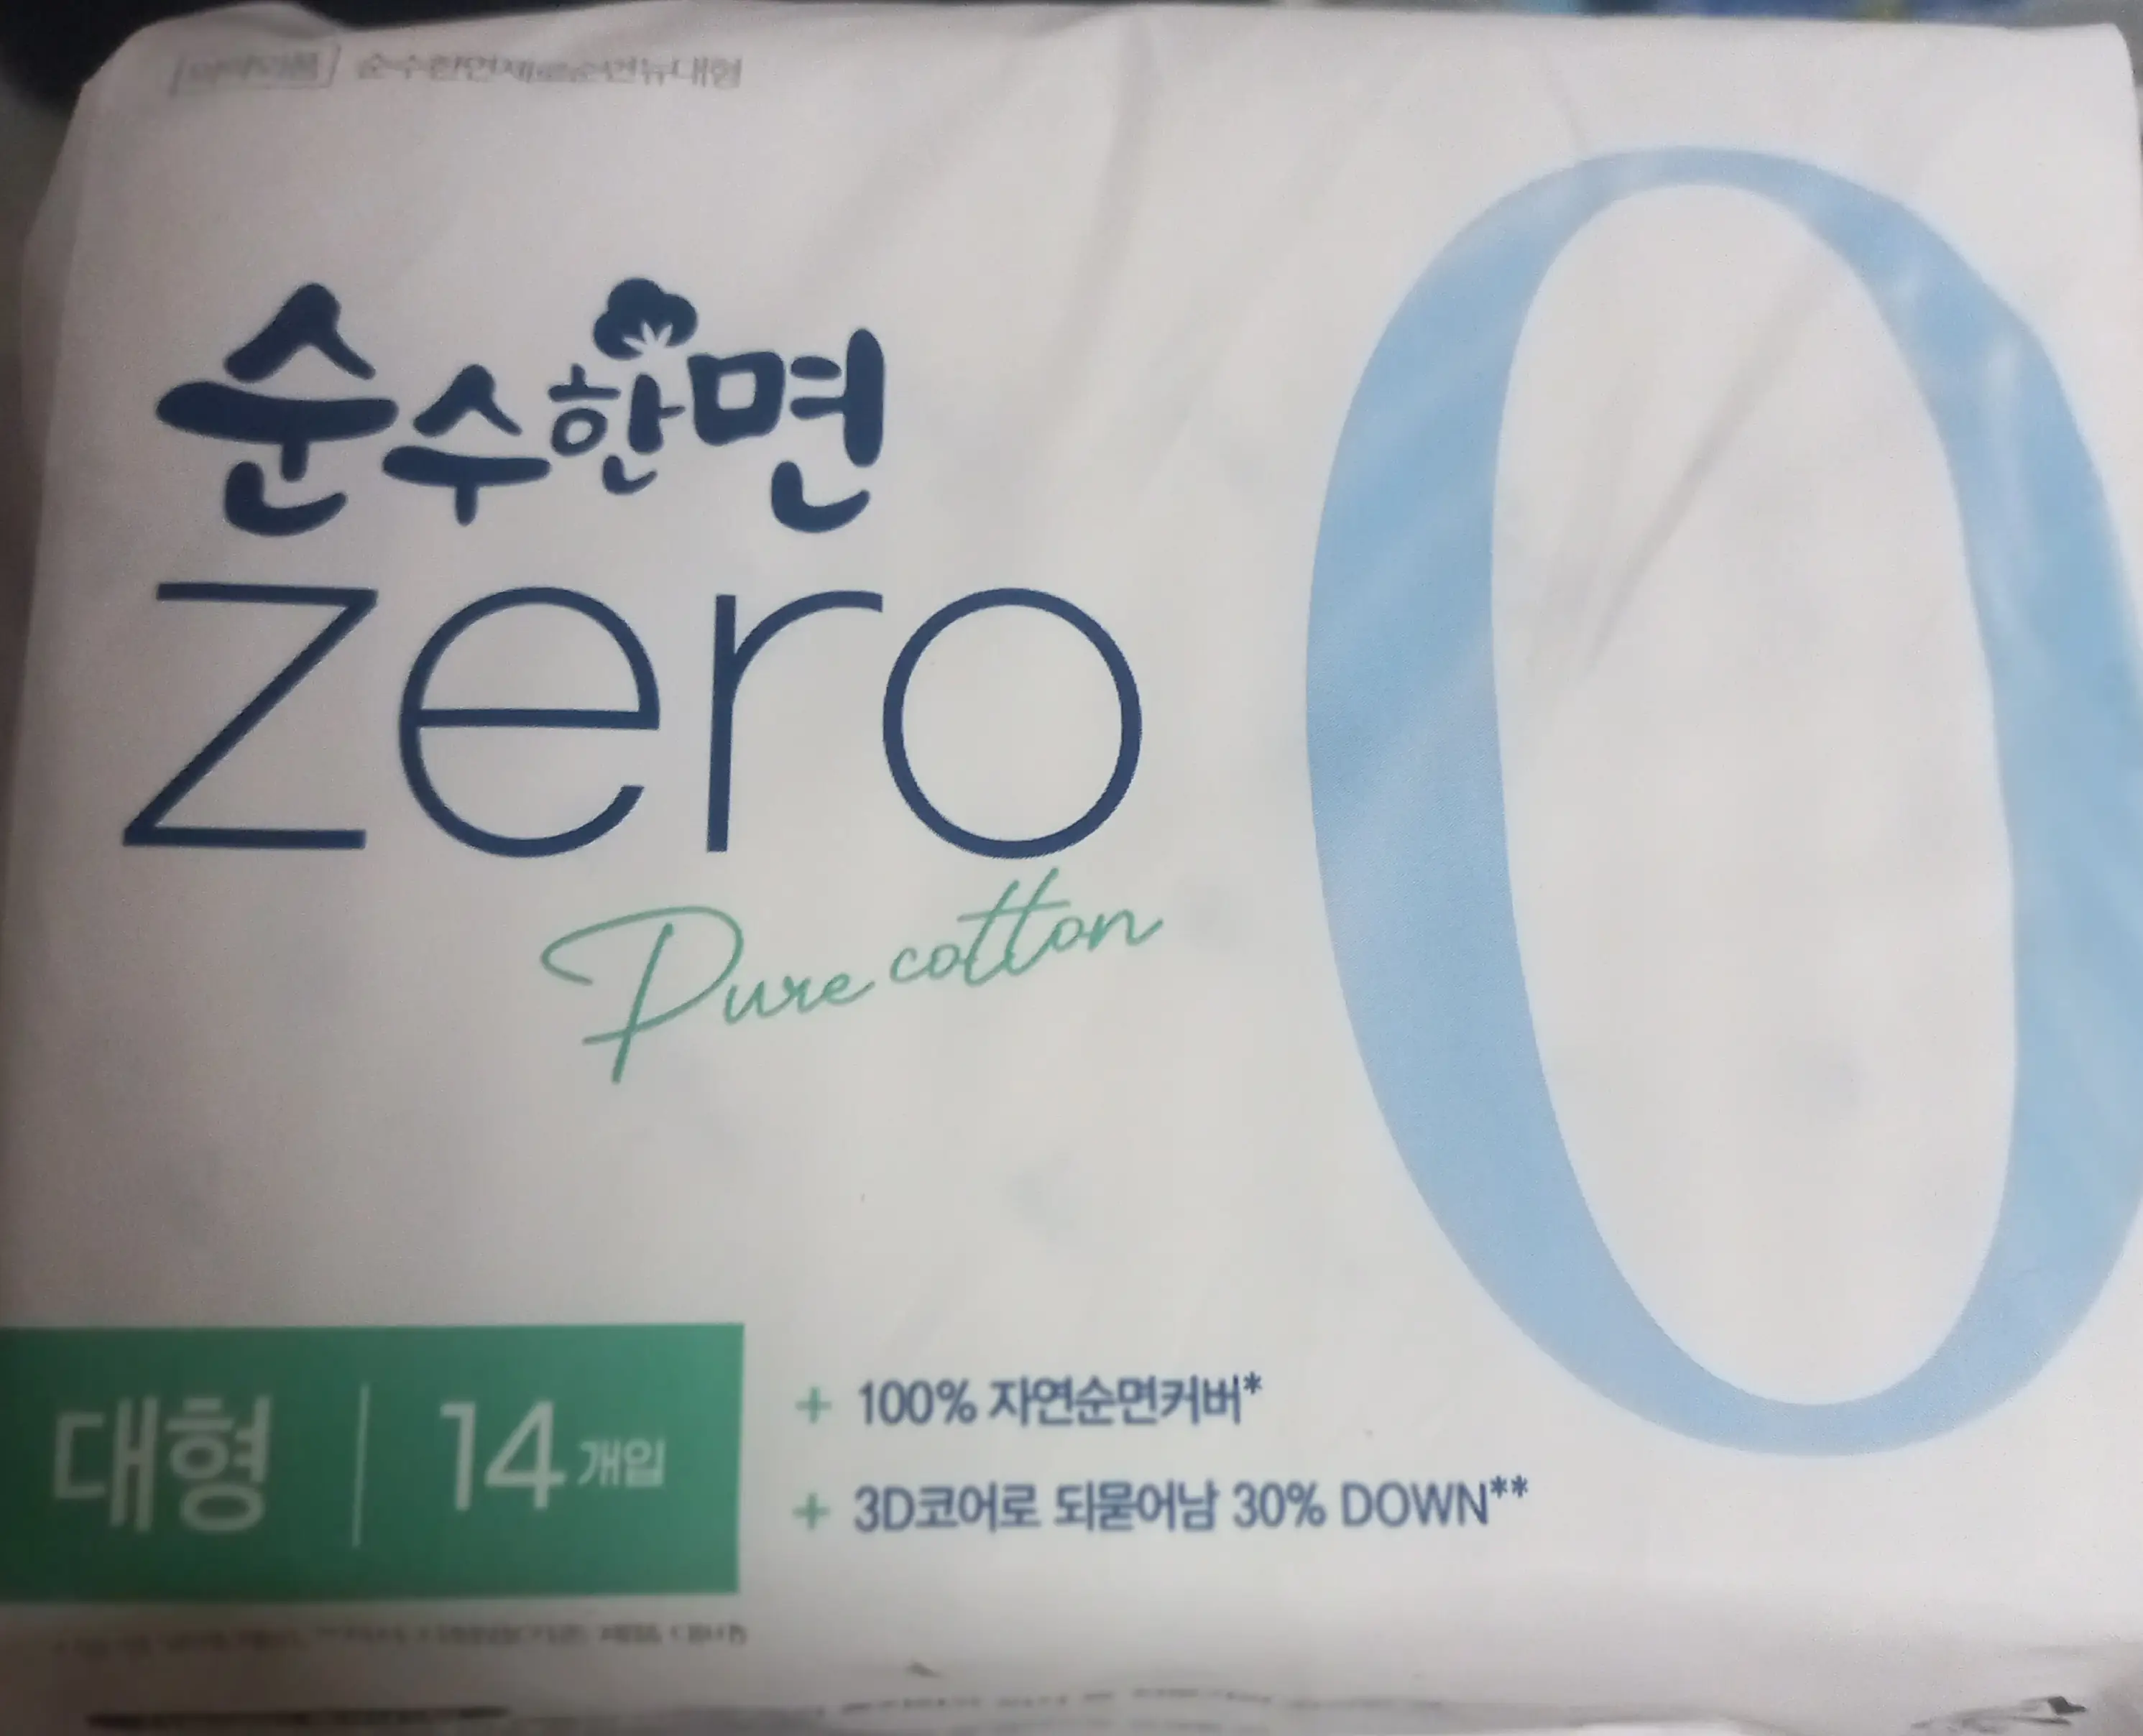 순수한면
zero
Pure cotton
0
대형 | 14개입
+ 100% 자연순면커버*
+ 3D코어로 되묻어남 30% DOWN**